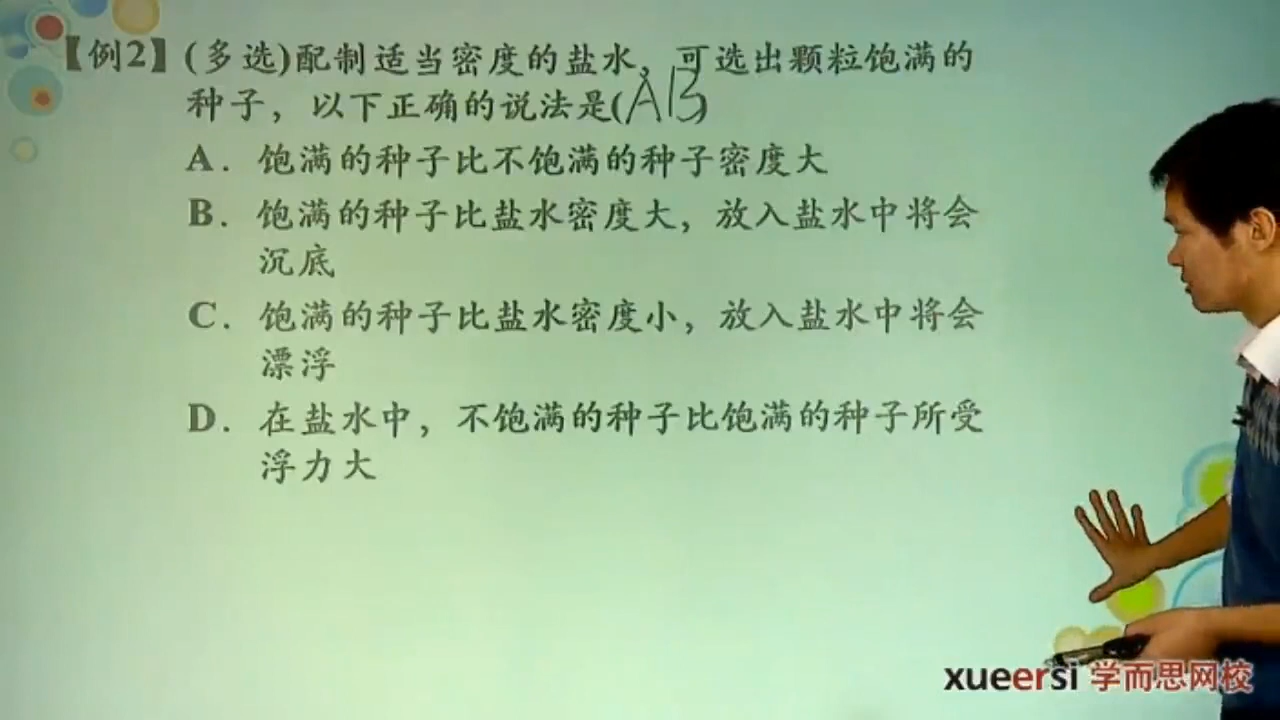 【例2】(多选)配制适当密度的盐水，可选出颗粒饱满的
种子，以下正确的说法是(AB)
A．饱满的种子比不饱满的种子密度大
B．饱满的种子比盐水密度大，放入盐水中将会
沉底
C．饱满的种子比盐水密度小，放入盐水中将会
漂浮
D．在盐水中，不饱满的种子比饱满的种子所受
浮力大
xueersi 学而思网校